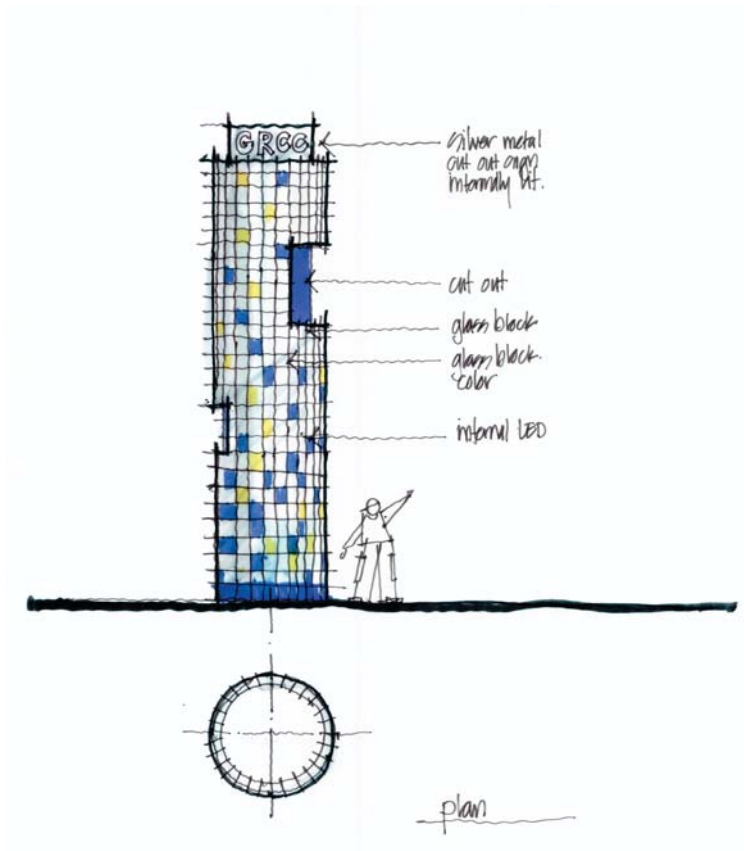 GRCC
silver metal
cut out sign
internally lit.
cut out
glass block
glass block.
color
internal LED
plan